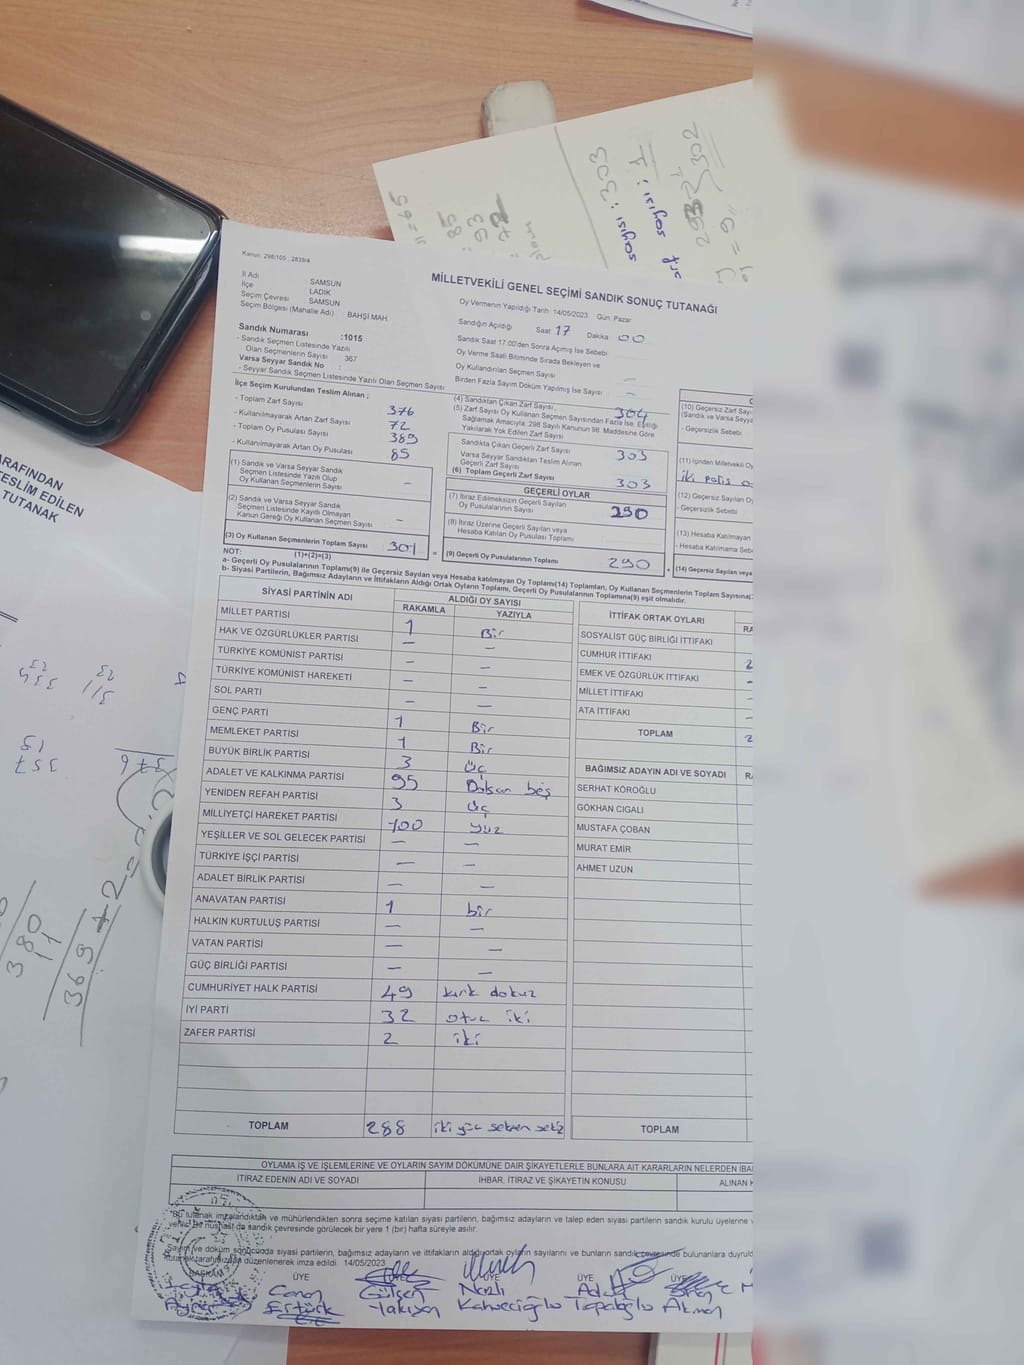 Kanun: 298/105 , 2839/4
MİLLETVEKİLİ GENEL SEÇİMİ SANDIK SONUÇ TUTANAĞI
İl Adı SAMSUN
İlçe LADİK
Seçim Çevresi SAMSUN
Seçim Bölgesi (Mahalle Adı) BAHŞİ MAH.
Sandık Numarası :1015
- Sandık Seçmen Listesinde Yazılı
Olan Seçmenlerin Sayısı 367
Varsa Seyyar Sandık No :
- Seyyar Sandık Seçmen Listesinde Yazılı Olan Seçmen Sayısı:
Oy Vermenin Yapıldığı Tarih :14/05/2023 Gün: Pazar
Sandığın Açıldığı Saat: 17 Dakika 00
Sandık Saat 17.00'den Sonra Açımış İse Sebebi
Oy Verme Saati Bitiminde Sırada Bekleyen ve
Oy Kullandırılan Seçmen Sayısı —
Birden Fazla Sayım Döküm Yapılmış İse Sayısı —
İlçe Seçim Kurulundan Teslim Alınan ;
- Toplam Zarf Sayısı 376
- Kullanılmayarak Artan Zarf Sayısı 72
- Toplam Oy Pusulası Sayısı 389
- Kullanılmayarak Artan Oy Pusulası 85
(1) Sandık ve Varsa Seyyar Sandık
Seçmen Listesinde Yazılı Olup
Oy Kullanan Seçmenlerin Sayısı —
(2) Sandık ve Varsa Seyyar Sandık
Seçmen Listesinde Kayıtlı Olmayan
Kanun Gereği Oy Kullanan Seçmen Sayısı —
(3) Oy Kullanan Seçmenlerin Toplam Sayısı 301
(1)+(2)=(3)
(4) Sandıktan Çıkan Zarf Sayısı 304
(5) Zarf Sayısı Oy Kullanan Seçmen Sayısından Fazla İse, Eşitliği
Sağlamak Amacıyla, 298 Sayılı Kanunun 98. Maddesine Göre
Yakılarak Yok Edilen Zarf Sayısı
Sandıkta Çıkan Geçerli Zarf Sayısı 303
Varsa Seyyar Sandıktan Teslim Alınan
Geçerli Zarf Sayısı
(6) Toplam Geçerli Zarf Sayısı 303
GEÇERLİ OYLAR
(7) İtiraz Edilmeksizin Geçerli Sayılan
Oy Pusulalarının Sayısı 290
(8) İtiraz Üzerine Geçerli Sayılan veya
Hesaba Katılan Oy Pusulası Toplamı
(9) Geçerli Oy Pusulalarının Toplamı 290
(10) Geçersiz Zarf
(Sandık ve Varsa
- Geçersizlik Sebebi
(11) İçinden Milletvekili
(12) Geçersiz Sayılan
- Geçersizlik Sebebi
(13) Hesaba Katılmayan
- Hesaba Katılmama
(14) Geçersiz Sayılan veya
NOT:
a- Geçerli Oy Pusulalarının Toplamı(9) ile Geçersiz Sayılan veya Hesaba katılmayan Oy Toplamı(14) Toplamları, Oy Kullanan Seçmenlerin Toplam Sayısına
b- Siyasi Partilerin, Bağımsız Adayların ve İttifakların Aldığı Ortak Oyların Toplamı, Geçerli Oy Pusulalarının Toplamına(9) eşit olmalıdır.
SİYASİ PARTİNİN ADI ALDIĞI OY SAYISI
RAKAMLA YAZIYLA
MİLLET PARTİSİ 1 Bir
HAK VE ÖZGÜRLÜKLER PARTİSİ — —
TÜRKİYE KOMÜNİST PARTİSİ — —
TÜRKİYE KOMÜNİST HAREKETİ — —
SOL PARTİ — —
GENÇ PARTİ 1 Bir
MEMLEKET PARTİSİ 1 Bir
BÜYÜK BİRLİK PARTİSİ 3 Üç
ADALET VE KALKINMA PARTİSİ 95 Doksan beş
YENİDEN REFAH PARTİSİ 3 Üç
MİLLİYETÇİ HAREKET PARTİSİ 100 Yüz
YEŞİLLER VE SOL GELECEK PARTİSİ — —
TÜRKİYE İŞÇİ PARTİSİ — —
ADALET BİRLİK PARTİSİ — —
ANAVATAN PARTİSİ 1 bir
HALKIN KURTULUŞ PARTİSİ — —
VATAN PARTİSİ — —
GÜÇ BİRLİĞİ PARTİSİ — —
CUMHURİYET HALK PARTİSİ 49 kırk dokuz
İYİ PARTİ 32 otuz iki
ZAFER PARTİSİ 2 iki
TOPLAM 288 iki yüz seksen sekiz
İTTİFAK ORTAK OYLARI
RA
SOSYALİST GÜÇ BİRLİĞİ İTTİFAKI
CUMHUR İTTİFAKI 2
EMEK VE ÖZGÜRLÜK İTTİFAKI —
MİLLET İTTİFAKI —
ATA İTTİFAKI —
TOPLAM 2
BAĞIMSIZ ADAYIN ADI VE SOYADI RA
SERHAT KÖROĞLU
GÖKHAN CIGALI
MUSTAFA ÇOBAN
MURAT EMİR
AHMET UZUN
TOPLAM
OYLAMA İŞ VE İŞLEMLERİNE VE OYLARIN SAYIM DÖKÜMÜNE DAİR ŞİKAYETLERLE BUNLARA AİT KARARLARIN NELERDEN İBA
İTİRAZ EDENİN ADI VE SOYADI İHBAR, İTİRAZ VE ŞİKAYETİN KONUSU ALINAN
Bu tutanak imzalandıktan ve mühürlendikten sonra seçime katılan siyasi partilerin, bağımsız adayların ve talep eden siyasi partilerin sandık kurulu üyelerine
bir nüshası da sandık çevresinde görülecek bir yere 1 (bir) hafta süreyle asılır.
Sayım ve döküm sonucunda siyasi partilerin, bağımsız adayların ve ittifakların aldığı ortak oyların sayılarını ve bunların sandık çevresinde bulunanlara
düzenlenerek imza edildi. 14/05/2023
BAŞKAN ÜYE ÜYE ÜYE ÜYE ÜYE
Canan Gülşen Nazlı
Ertürk Yakışan Kahvecioğlu Topaloğlu Akman
ARAFINDAN
TESLİM EDİLEN
TUTANAK
sayısı: 303
sayısı: 1
302
85
93
380
11
369
376
357